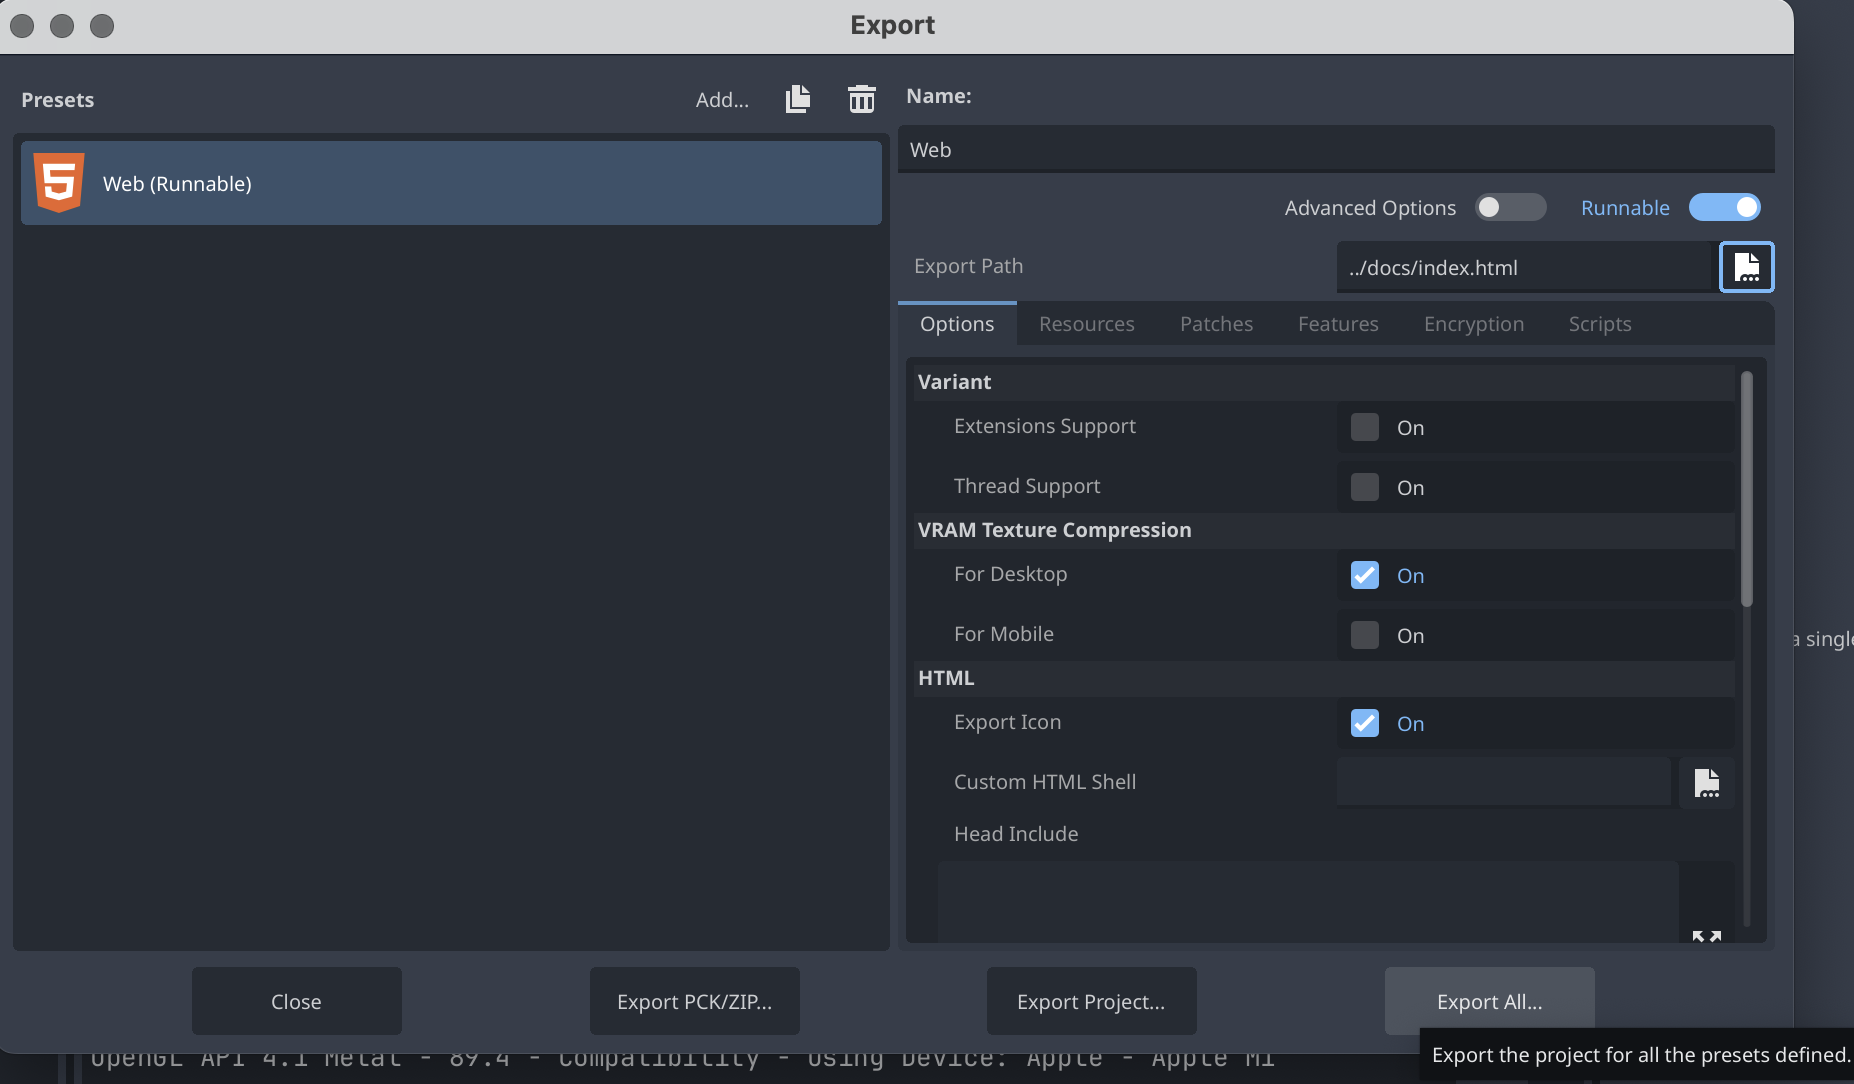 Export
Presets
Add...
Web (Runnable)
Name:
Web
Advanced Options
Runnable
Export Path
../docs/index.html
Options
Resources
Patches
Features
Encryption
Scripts
Variant
Extensions Support
On
Thread Support
On
VRAM Texture Compression
For Desktop
On
For Mobile
On
HTML
Export Icon
On
Custom HTML Shell
Head Include
a single
Close
Export PCK/ZIP...
Export Project...
Export All...
Export the project for all the presets defined.
OpenGL API 4.1 Metal - 89.4 - Compatibility - Using Device: Apple - Apple M1